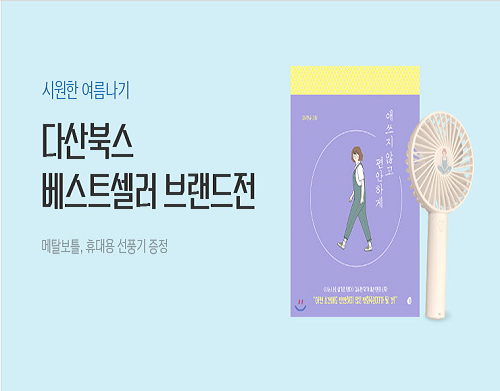 시원한 여름나기
다산북스
베스트셀러 브랜드전
메탈보틀, 휴대용 선풍기 증정
애쓰지 않고
편안하게